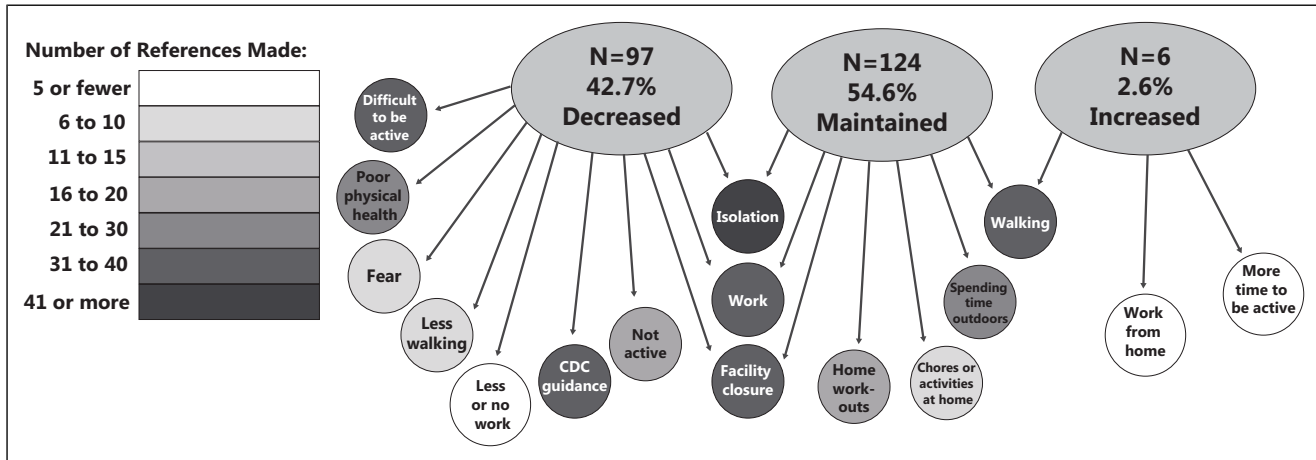 Number of References Made:
5 or fewer
6 to 10
11 to 15
16 to 20
21 to 30
31 to 40
41 or more
N=97
42.7%
Decreased
N=124
54.6%
Maintained
N=6
2.6%
Increased
Difficult
to be
active
Poor
physical
health
Fear
Less
walking
Less
or no
work
CDC
guidance
Not
active
Isolation
Work
Facility
closure
Home
work-
outs
Chores or
activities
at home
Spending
time
outdoors
Walking
Work
from
home
More
time to
be active